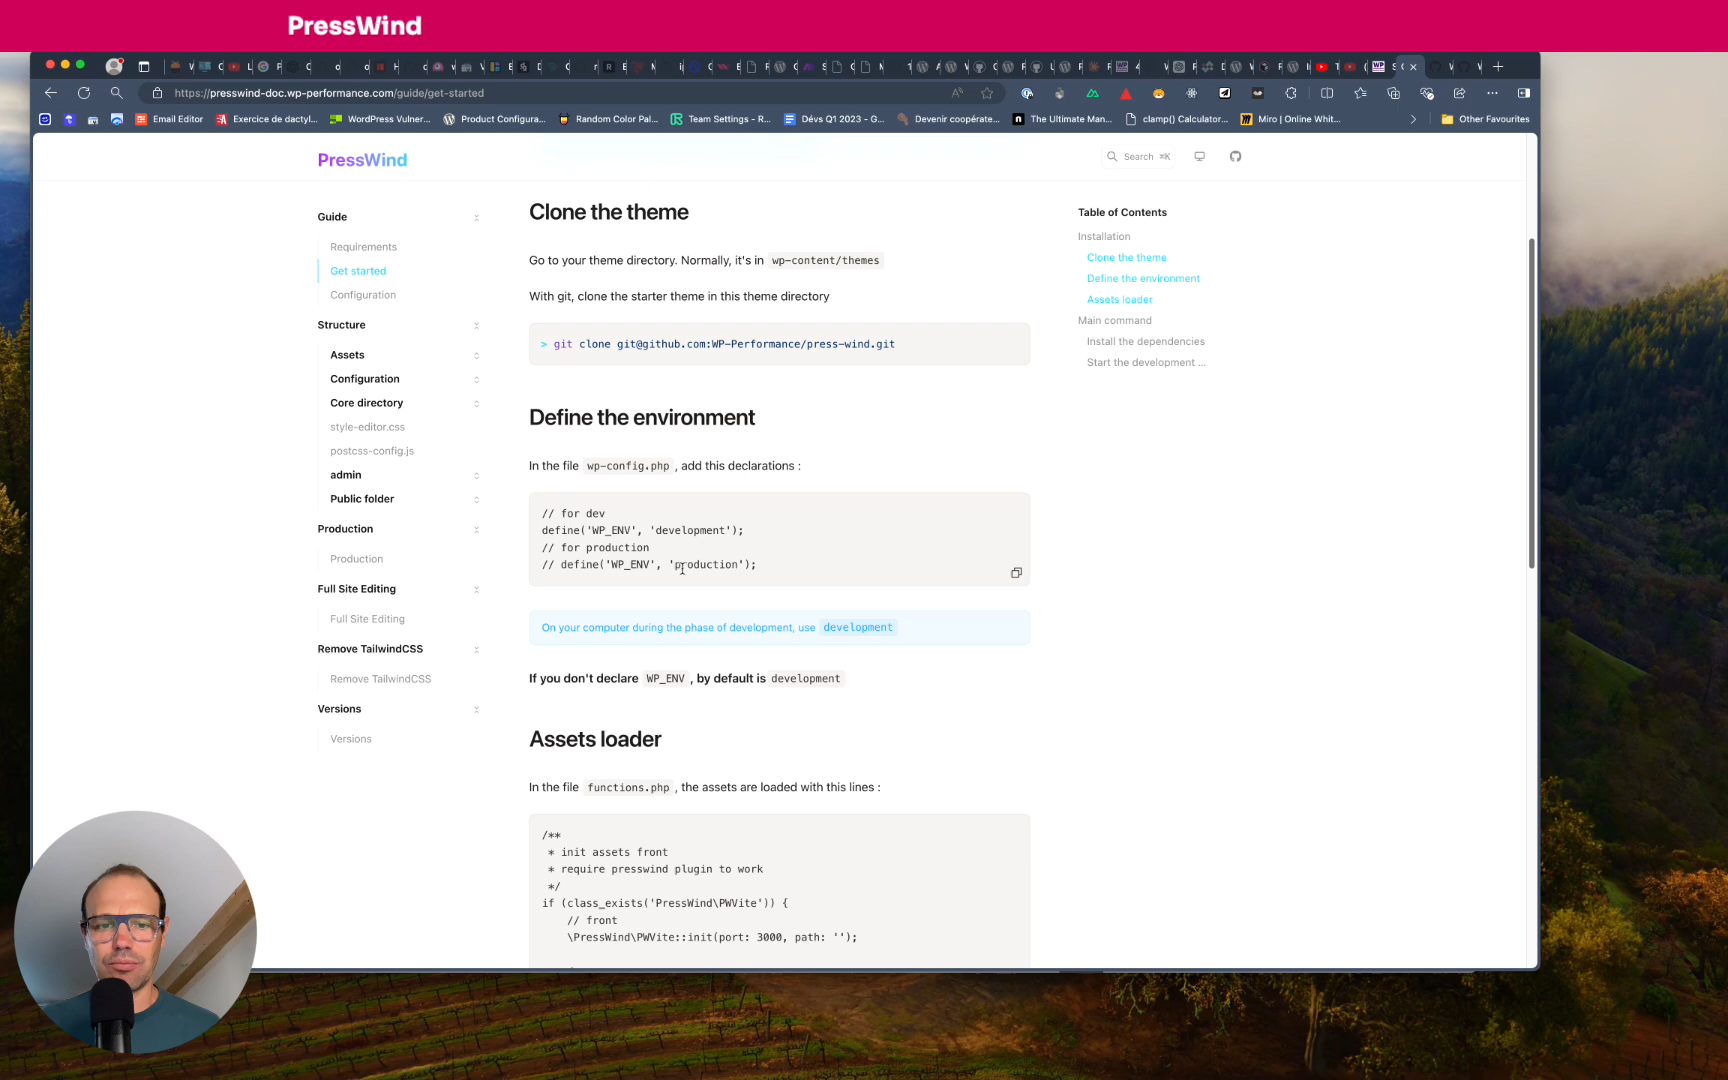 PressWind
https://presswind-doc.wp-performance.com/guide/get-started
Email Editor
Exercice de dactyl...
WordPress Vulner...
Product Configura...
Random Color Pal...
Team Settings - R...
Dévs Q1 2023 - G...
Devenir coopérate...
The Ultimate Man...
clamp() Calculator...
Miro | Online Whit...
Other Favourites
PressWind
Search ⌘K
Guide
Requirements
Get started
Configuration
Structure
Assets
Configuration
Core directory
style-editor.css
postcss-config.js
admin
Public folder
Production
Production
Full Site Editing
Full Site Editing
Remove TailwindCSS
Remove TailwindCSS
Versions
Versions
Clone the theme
Go to your theme directory. Normally, it's in wp-content/themes
With git, clone the starter theme in this theme directory
> git clone git@github.com:WP-Performance/press-wind.git
Define the environment
In the file wp-config.php , add this declarations :
// for dev
define('WP_ENV', 'development');
// for production
// define('WP_ENV', 'production');
On your computer during the phase of development, use development
If you don't declare WP_ENV , by default is development
Assets loader
In the file functions.php , the assets are loaded with this lines :
/**
* init assets front
* require presswind plugin to work
*/
if (class_exists('PressWind\PWVite')) {
// front
\PressWind\PWVite::init(port: 3000, path: '');
Table of Contents
Installation
Clone the theme
Define the environment
Assets loader
Main command
Install the dependencies
Start the development ...